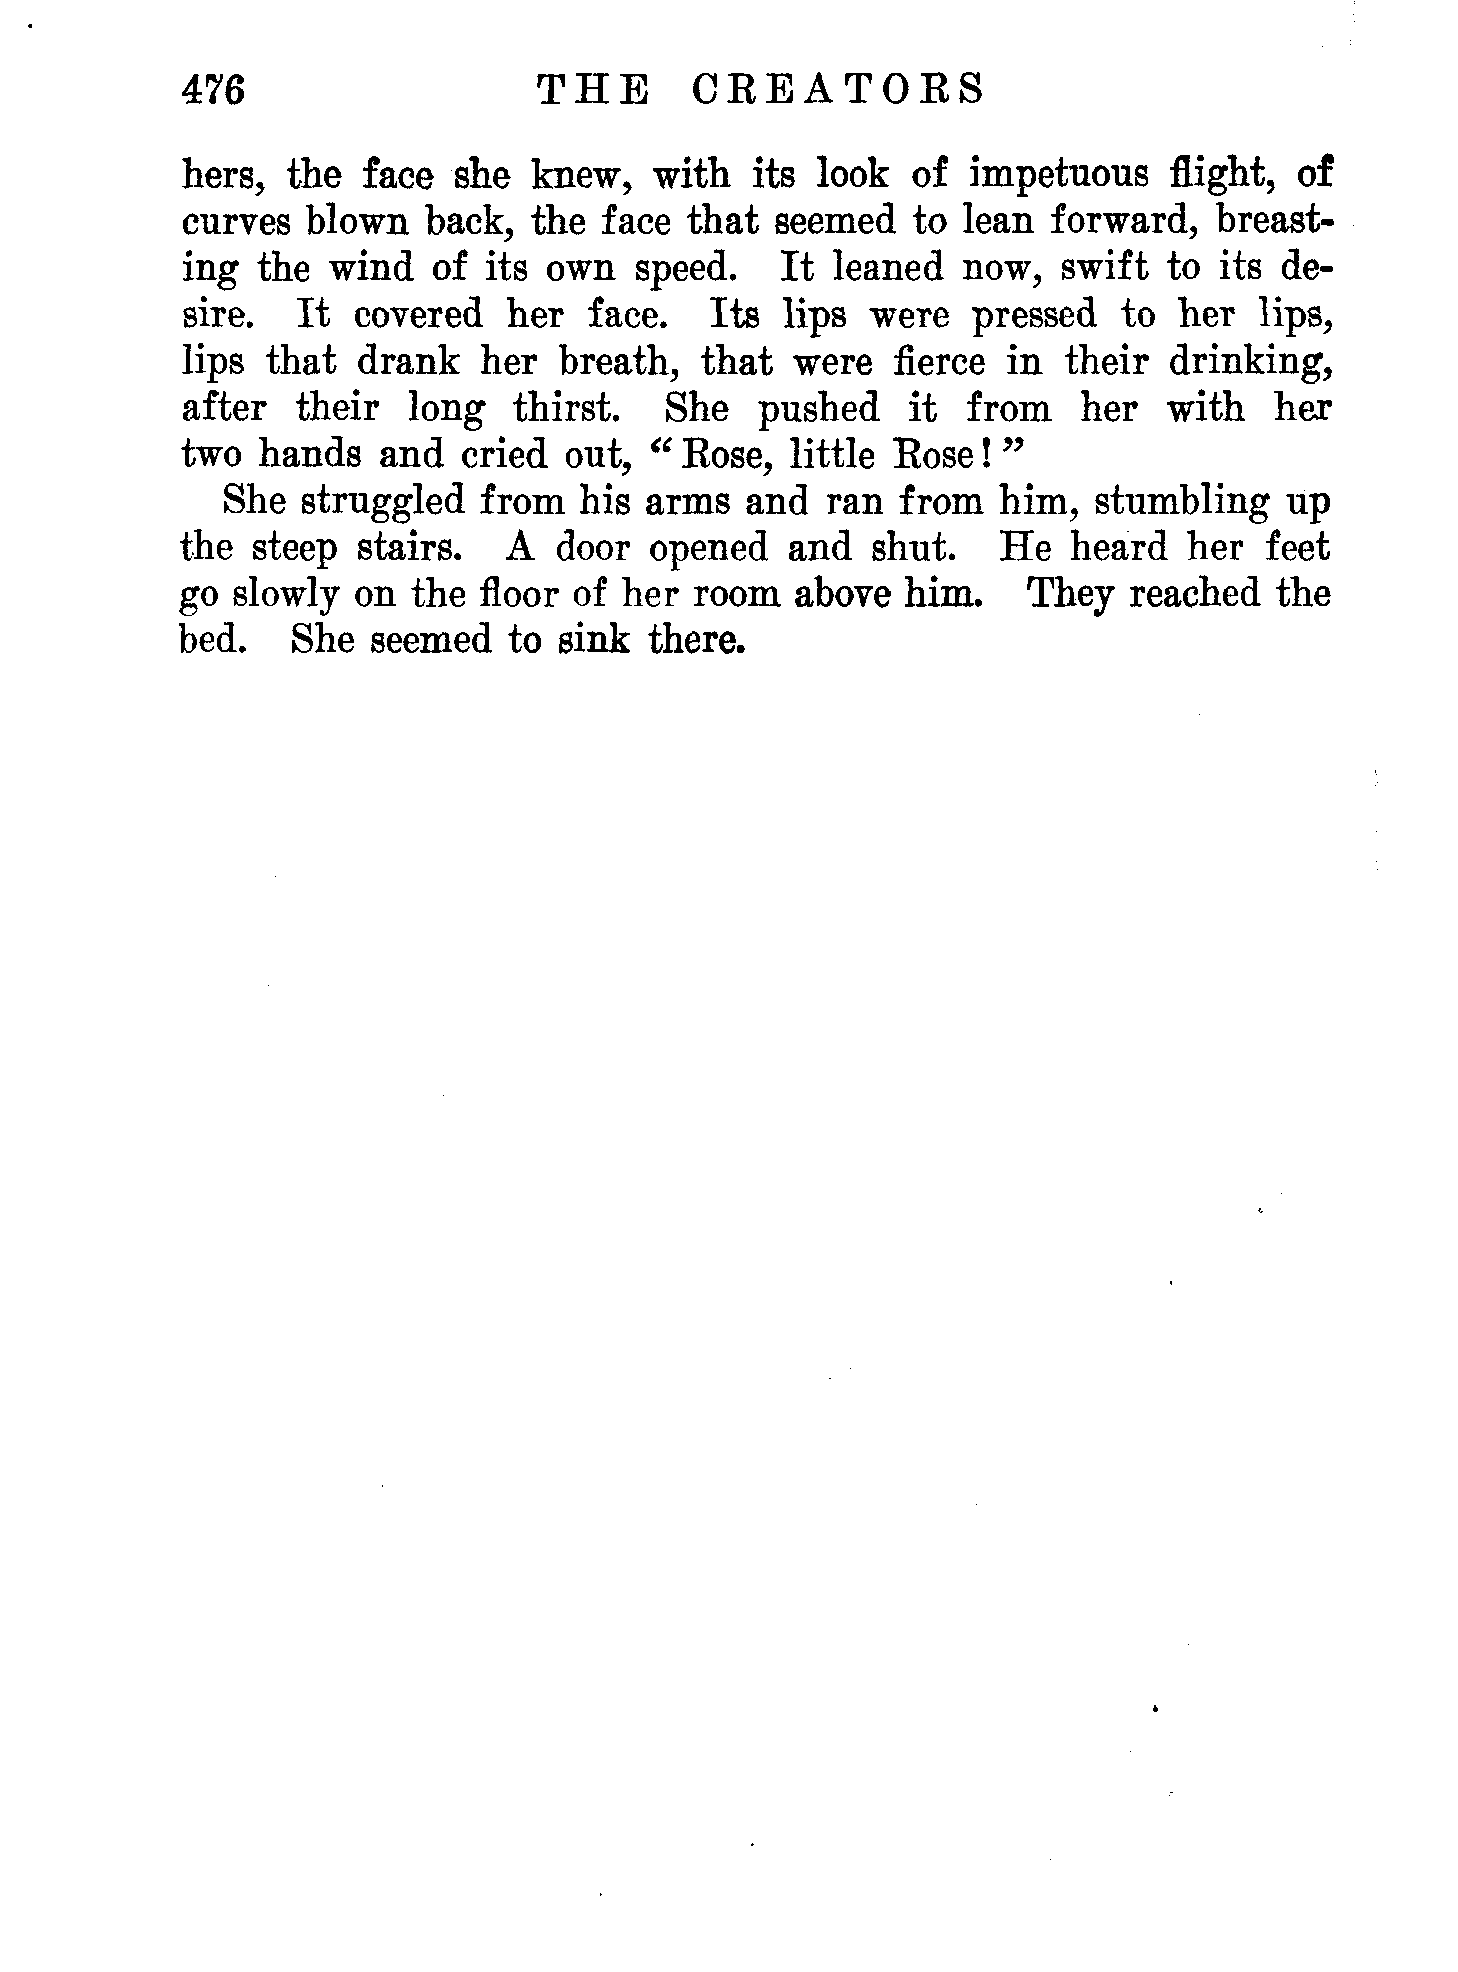 476 THE CREATORS
hers, the face she knew, with its look of impetuous flight, of
curves blown back, the face that seemed to lean forward, breast-
ing the wind of its own speed. It leaned now, swift to its de-
sire. It covered her face. Its lips were pressed to her lips,
lips that drank her breath, that were fierce in their drinking,
after their long thirst. She pushed it from her with her
two hands and cried out, “ Rose, little Rose! ”
She struggled from his arms and ran from him, stumbling up
the steep stairs. A door opened and shut. He heard her feet
go slowly on the floor of her room above him. They reached the
bed. She seemed to sink there.